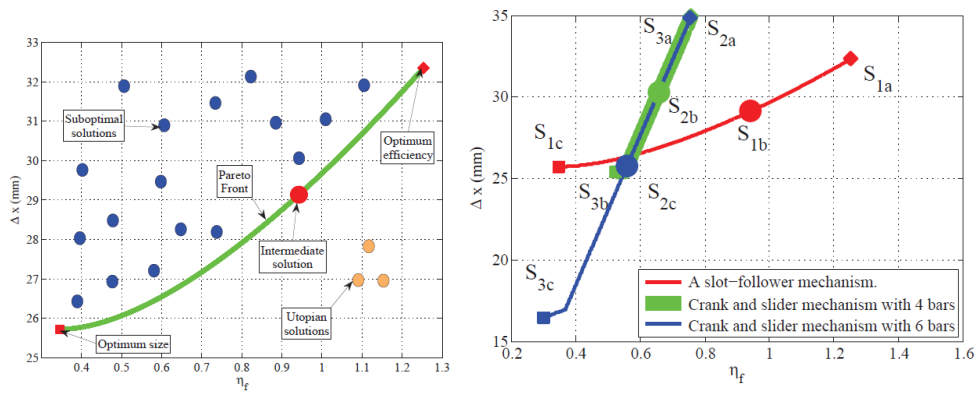 33
32
31
30
29
28
27
26
25
Δ x (mm)
0.4
0.5
0.6
0.7
0.8
0.9
1
1.1
1.2
1.3
η_f
Suboptimal
solutions
Pareto
Front
Optimum
efficiency
Intermediate
solution
Utopian
solutions
Optimum size
35
30
25
20
15
Δ x (mm)
0.2
0.4
0.6
0.8
1
1.2
1.4
1.6
η_f
S_3a
S_2a
S_2b
S_1a
S_1b
S_1c
S_3b
S_2c
S_3c
A slot−follower mechanism.
Crank and slider mechanism with 4 bars
Crank and slider mechanism with 6 bars